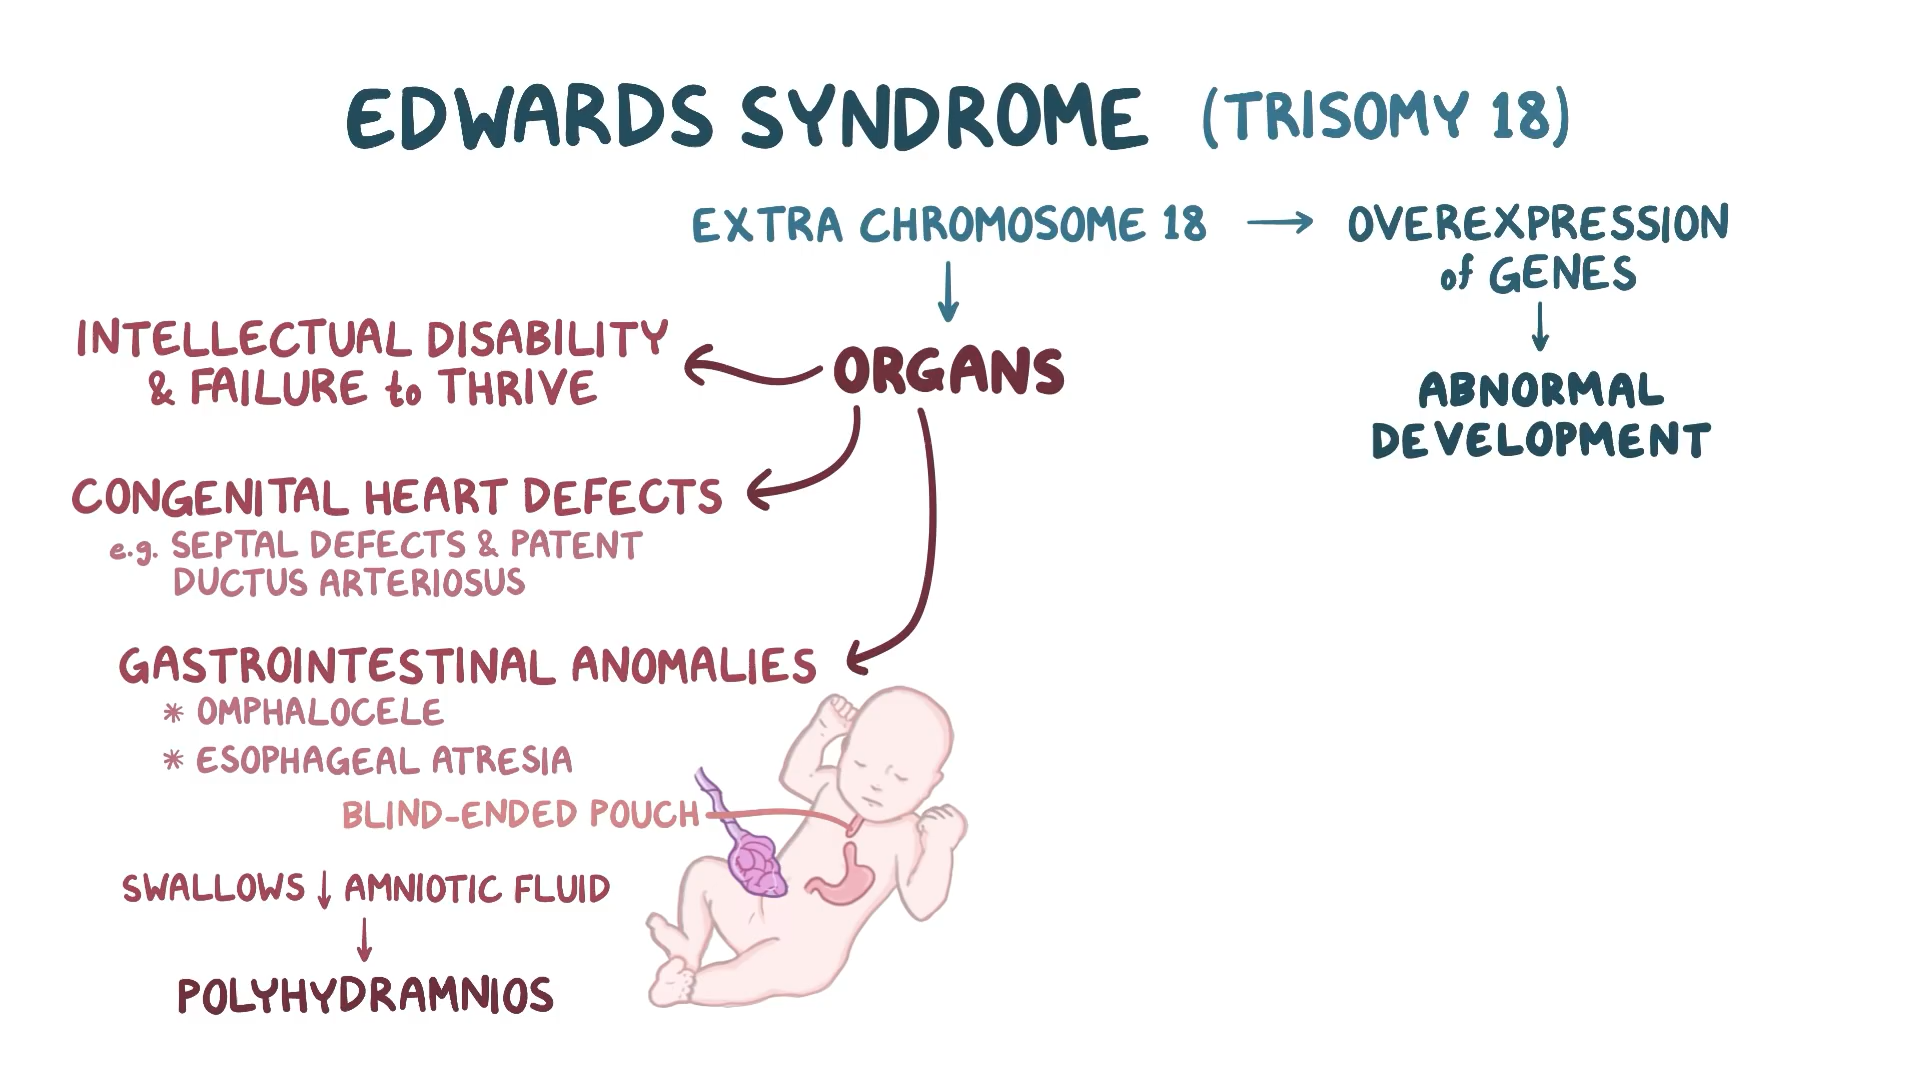 EDWARDS SYNDROME (TRISOMY 18)
EXTRA CHROMOSOME 18 → OVEREXPRESSION
of GENES
↓
ABNORMAL
DEVELOPMENT
↓
ORGANS
INTELLECTUAL DISABILITY
& FAILURE to THRIVE
CONGENITAL HEART DEFECTS
e.g. SEPTAL DEFECTS & PATENT
DUCTUS ARTERIOSUS
GASTROINTESTINAL ANOMALIES
* OMPHALOCELE
* ESOPHAGEAL ATRESIA
BLIND-ENDED POUCH
SWALLOWS ↓ AMNIOTIC FLUID
↓
POLYHYDRAMNIOS